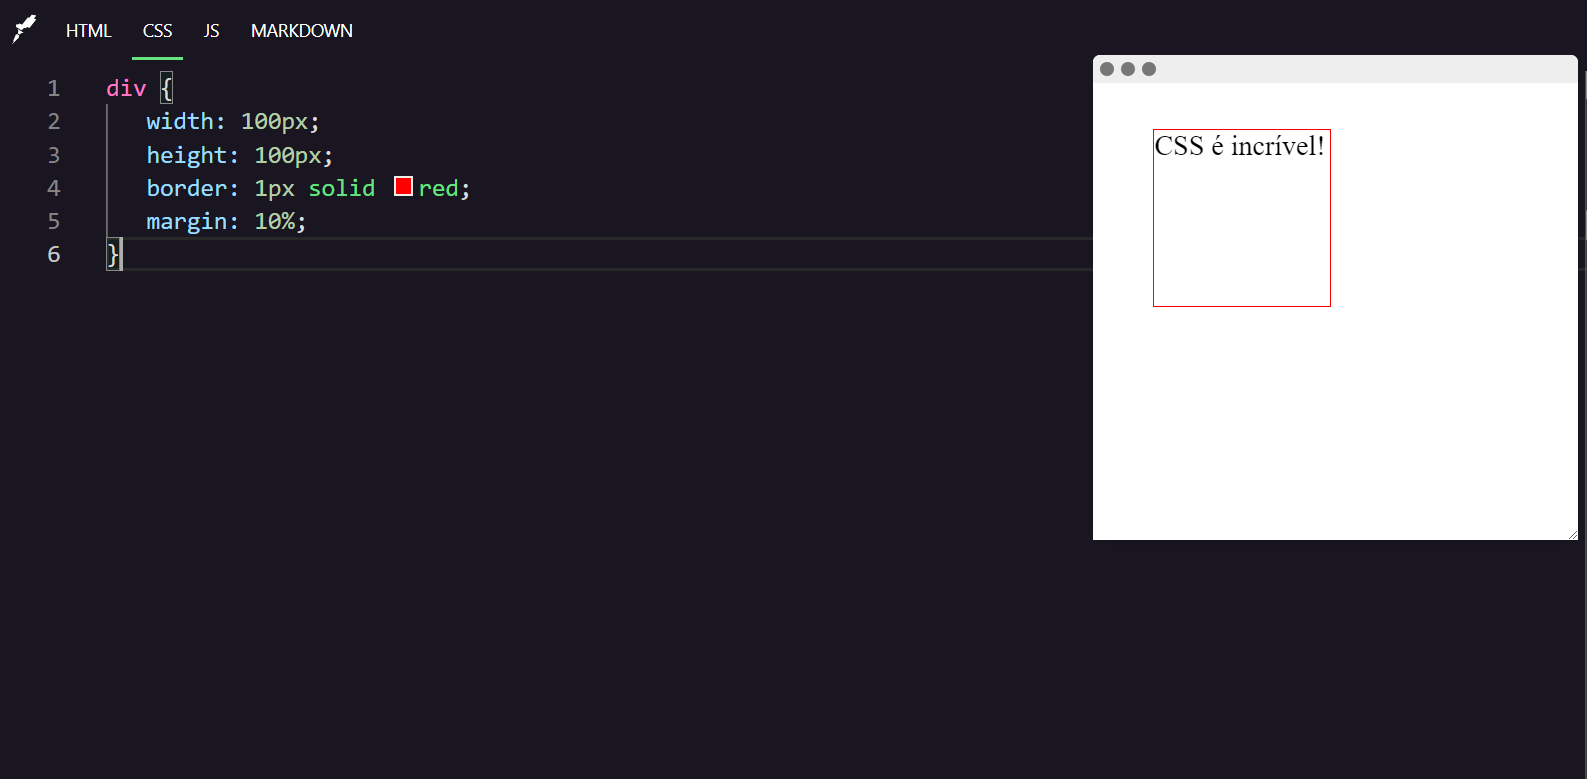 HTML CSS JS MARKDOWN
1 div {
2 width: 100px;
3 height: 100px;
4 border: 1px solid red;
5 margin: 10%;
6 }
CSS é incrível!